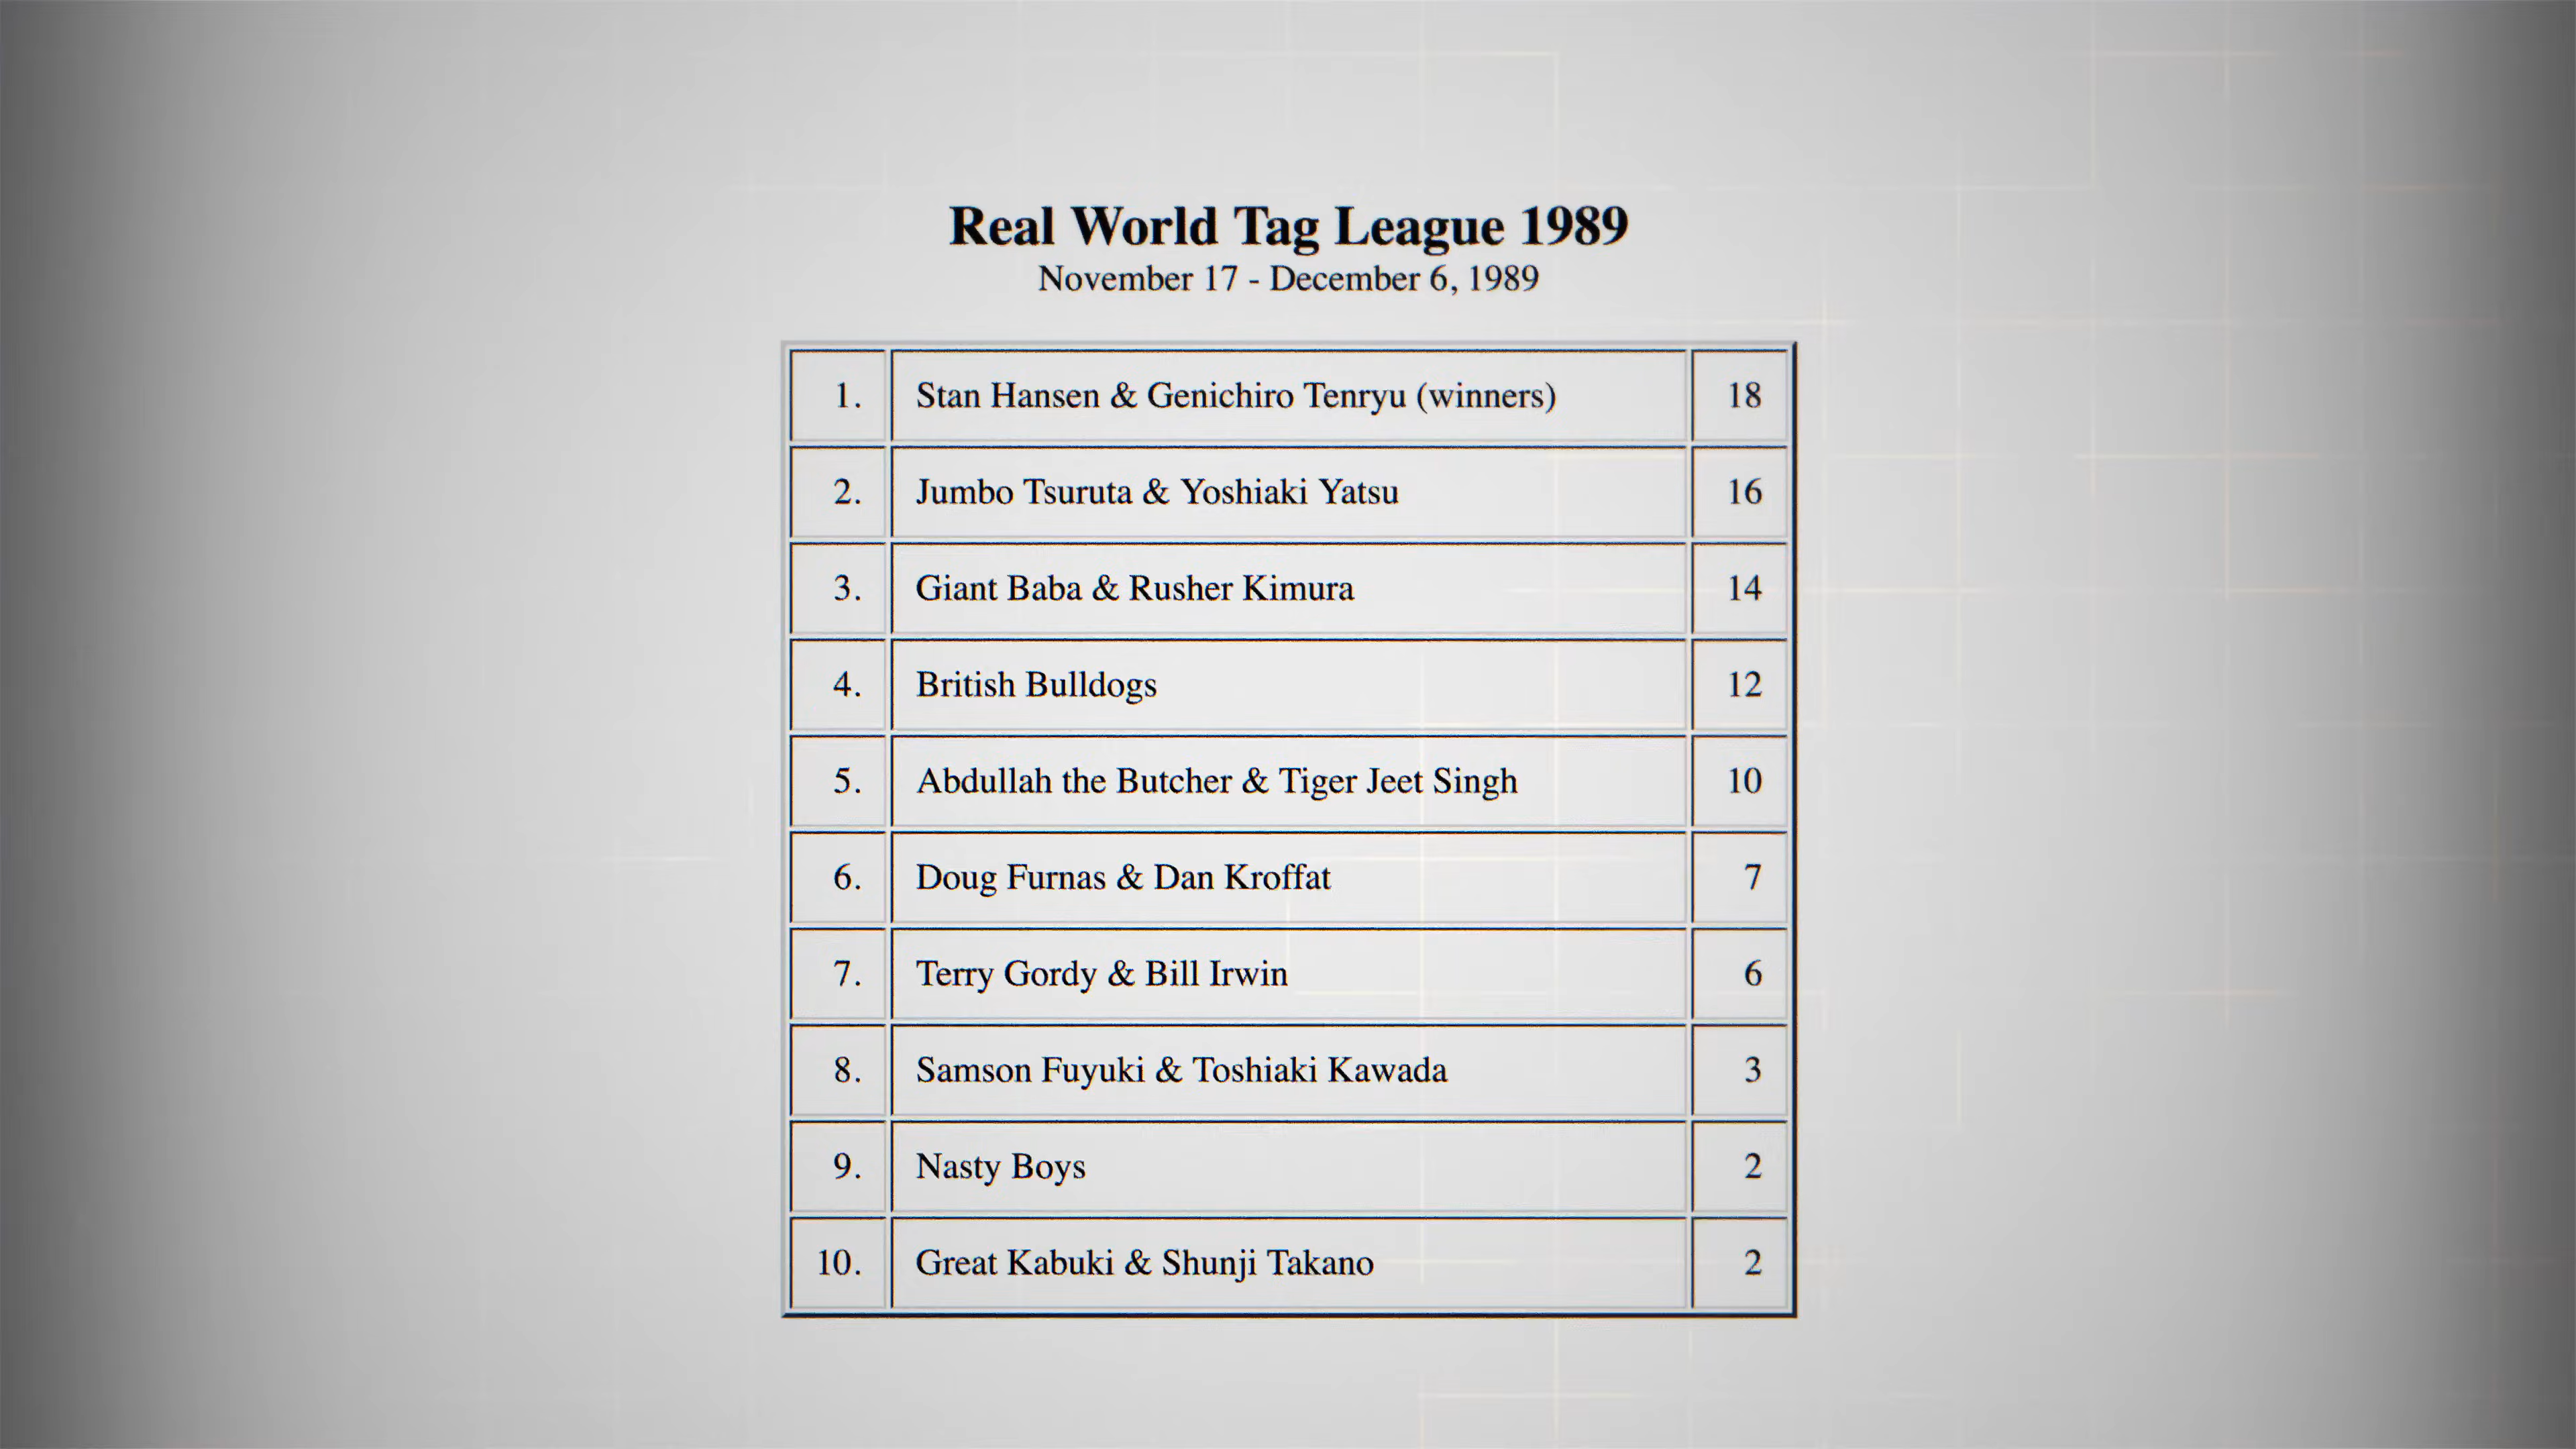 Real World Tag League 1989
November 17 - December 6, 1989
1. Stan Hansen & Genichiro Tenryu (winners) 18
2. Jumbo Tsuruta & Yoshiaki Yatsu 16
3. Giant Baba & Rusher Kimura 14
4. British Bulldogs 12
5. Abdullah the Butcher & Tiger Jeet Singh 10
6. Doug Furnas & Dan Kroffat 7
7. Terry Gordy & Bill Irwin 6
8. Samson Fuyuki & Toshiaki Kawada 3
9. Nasty Boys 2
10. Great Kabuki & Shunji Takano 2